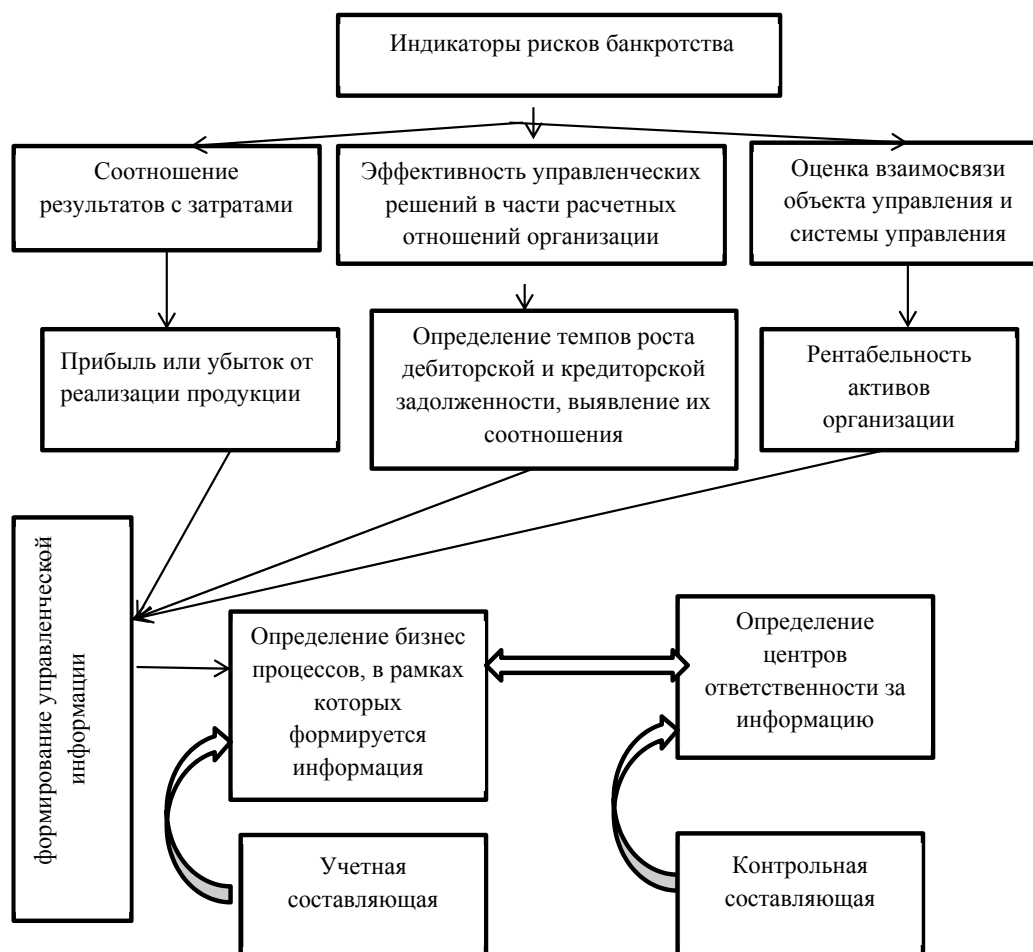 Индикаторы рисков банкротства
Соотношение
результатов с затратами
Эффективность управленческих
решений в части расчетных
отношений организации
Оценка взаимосвязи
объекта управления и
системы управления
Прибыль или убыток от
реализации продукции
Определение темпов роста
дебиторской и кредиторской
задолженности, выявление их
соотношения
Рентабельность
активов
организации
формирование управленческой
информации
Определение бизнес
процессов, в рамках
которых
формируется
информация
Определение
центров
ответственности за
информацию
Учетная
составляющая
Контрольная
составляющая